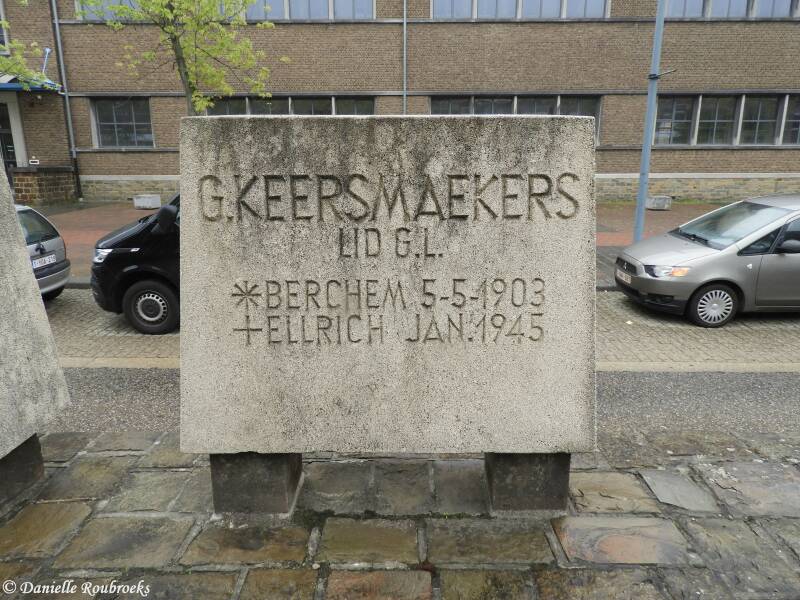 G.KEERSMAEKERS
LID G.L.
*BERCHEM 5-5-1903
+ELLRICH JAN.1945
© Danielle Roubroeks